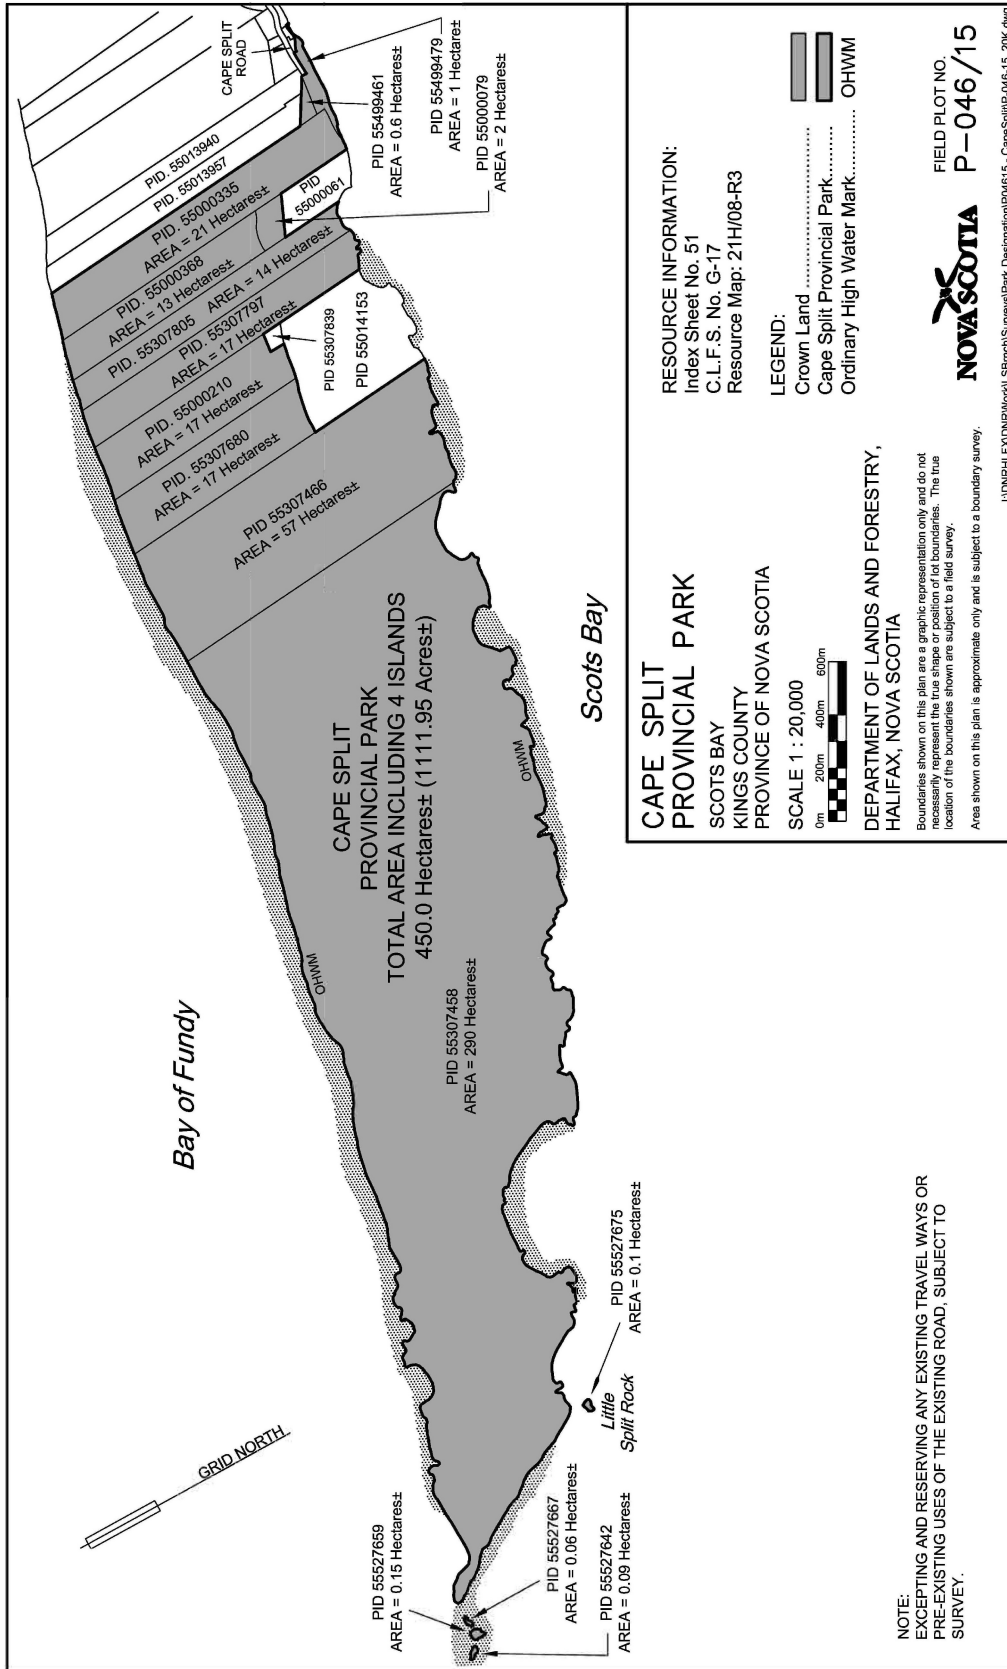 Bay of Fundy
GRID NORTH
CAPE SPLIT
ROAD
PID. 55013940
PID. 55013957
PID. 55000335
AREA = 21 Hectares±
PID. 55000368
AREA = 13 Hectares±
PID. 55307805 AREA = 14 Hectares±
PID. 55307797
AREA = 17 Hectares±
PID. 55000210
AREA = 17 Hectares±
PID. 55307680
AREA = 17 Hectares±
PID 55307466
AREA = 57 Hectares±
PID
55000061
PID 55307839
PID 55014153
PID 55499461
AREA = 0.6 Hectares±
PID 55499479
AREA = 1 Hectare±
PID 55000079
AREA = 2 Hectares±
OHWM
CAPE SPLIT
PROVINCIAL PARK
TOTAL AREA INCLUDING 4 ISLANDS
450.0 Hectares± (1111.95 Acres±)
PID 55307458
AREA = 290 Hectares±
OHWM
Scots Bay
PID 55527659
AREA = 0.15 Hectares±
PID 55527667
AREA = 0.06 Hectares±
PID 55527642
AREA = 0.09 Hectares±
Little
Split Rock
PID 55527675
AREA = 0.1 Hectares±
NOTE:
EXCEPTING AND RESERVING ANY EXISTING TRAVEL WAYS OR
PRE-EXISTING USES OF THE EXISTING ROAD, SUBJECT TO
SURVEY.
CAPE SPLIT
PROVINCIAL PARK
SCOTS BAY
KINGS COUNTY
PROVINCE OF NOVA SCOTIA
SCALE 1 : 20,000
0m 200m 400m 600m
DEPARTMENT OF LANDS AND FORESTRY,
HALIFAX, NOVA SCOTIA
Boundaries shown on this plan are a graphic representation only and do not
necessarily represent the true shape or position of lot boundaries. The true
location of the boundaries shown are subject to a field survey.
Area shown on this plan is approximate only and is subject to a boundary survey.
RESOURCE INFORMATION:
Index Sheet No. 51
C.L.F.S. No. G-17
Resource Map: 21H/08-R3
LEGEND:
Crown Land ..............................
Cape Split Provincial Park..........
Ordinary High Water Mark.............. OHWM
NOVA SCOTIA
FIELD PLOT NO.
P-046/15